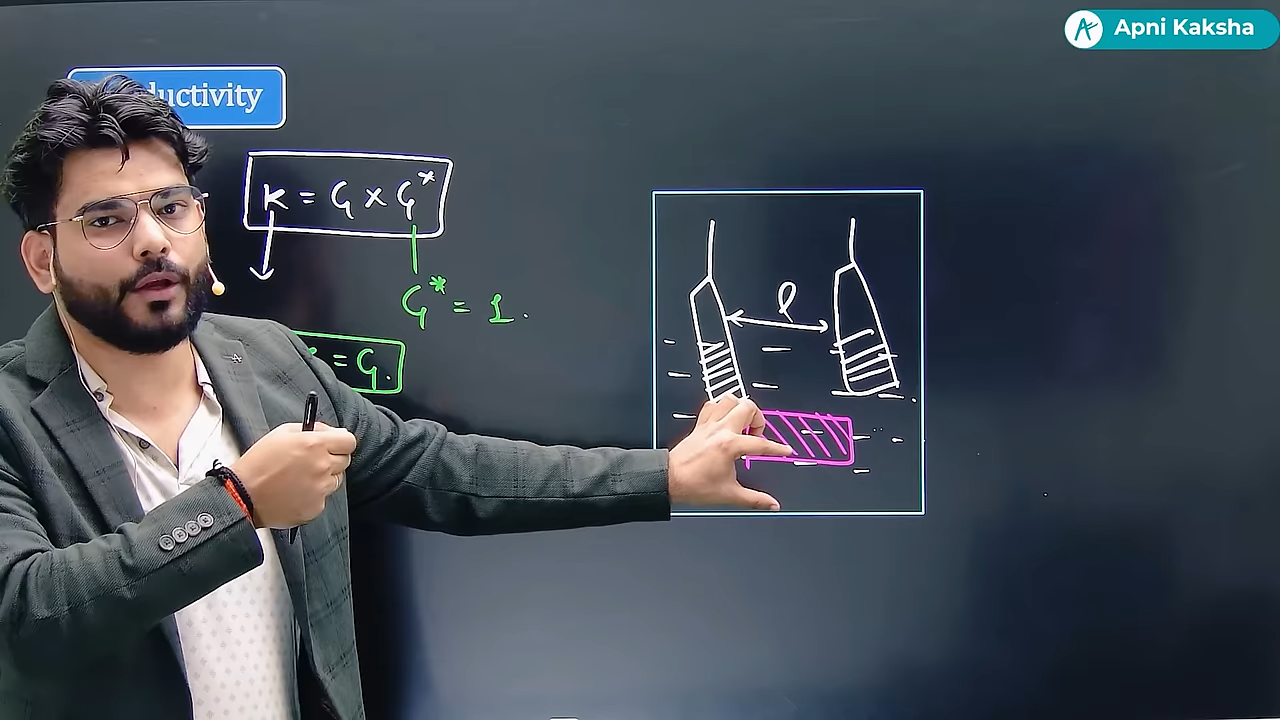 Apni Kaksha
ductivity
K = G × G*
G* = 1.
= G.
l